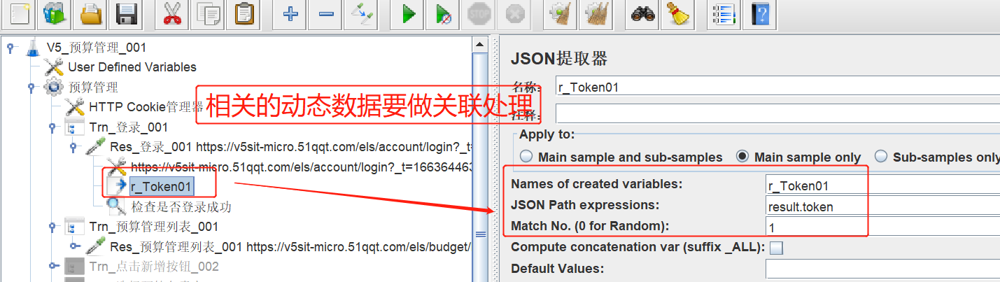 STOP
V5_预算管理_001
User Defined Variables
预算管理
HTTP Cookie管理器
相关的动态数据要做关联处理
Trn_登录_001
Res_登录_001 https://v5sit-micro.51qqt.com/els/account/login?_t=
https://v5sit-micro.51qqt.com/els/account/login?_t=166364463
r_Token01
检查是否登录成功
Trn_预算管理列表_001
Res_预算管理列表_001 https://v5sit-micro.51qqt.com/els/budget/
Trn_点击新增按钮_002
JSON提取器
名称: r_Token01
注释:
Apply to:
Main sample and sub-samples Main sample only Sub-samples only
Names of created variables: r_Token01
JSON Path expressions: result.token
Match No. (0 for Random): 1
Compute concatenation var (suffix _ALL):
Default Values: